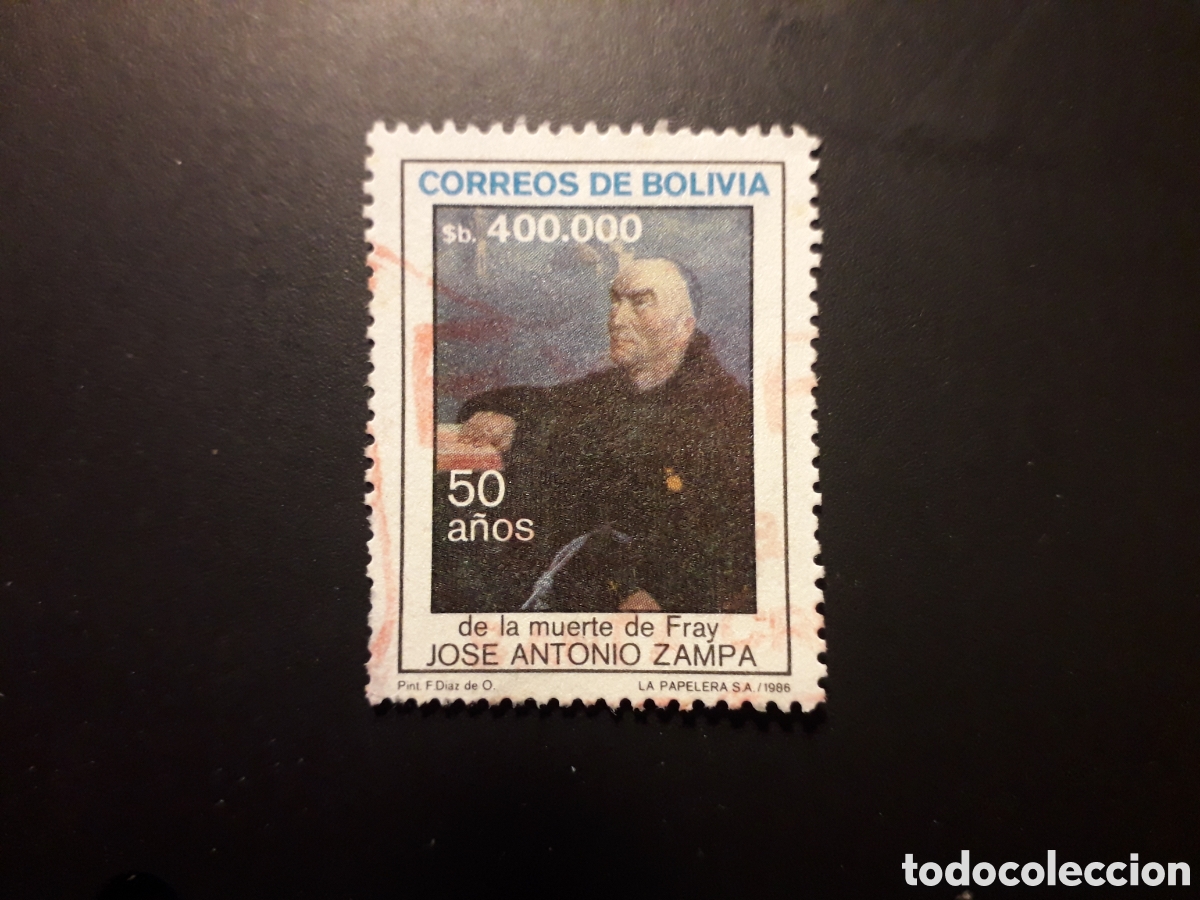 CORREOS DE BOLIVIA
$b. 400.000
50
años
de la muerte de Fray
JOSE ANTONIO ZAMPA
Pint. F. Diaz de O. LA PAPELERA S.A./1986
todocoleccion